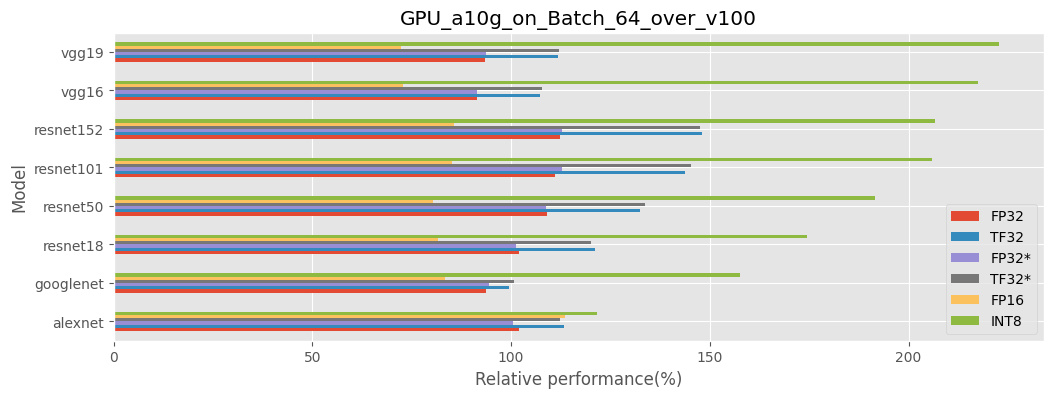 GPU_a10g_on_Batch_64_over_v100
Model
vgg19
vgg16
resnet152
resnet101
resnet50
resnet18
googlenet
alexnet
FP32
TF32
FP32*
TF32*
FP16
INT8
0 50 100 150 200
Relative performance(%)